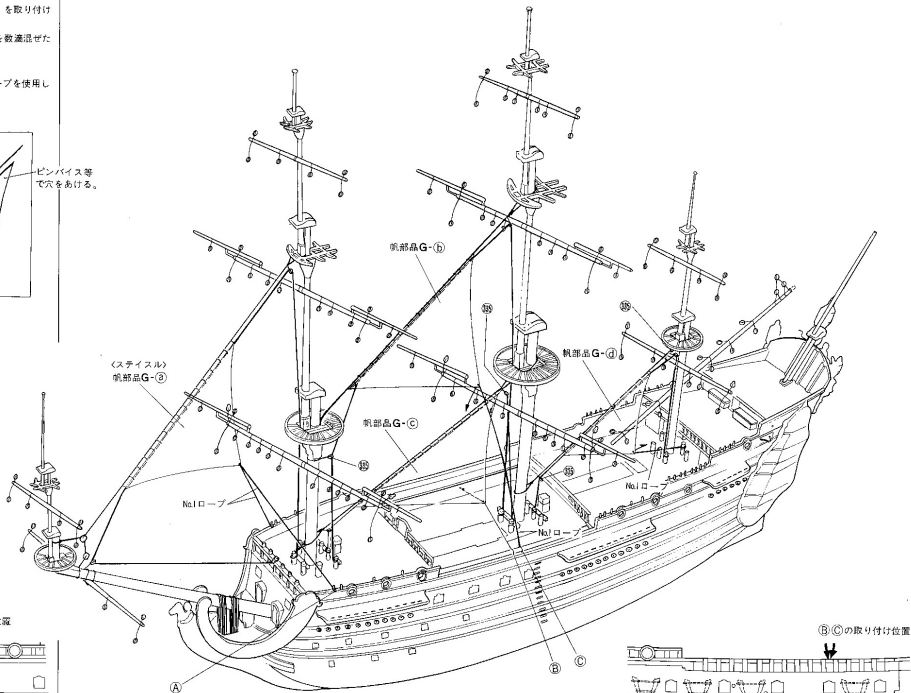 を取り付け
を数滴混ぜた
ープを使用し
ピンバイス等
で穴をあける。
帆部品G-ⓑ
帆部品G-ⓓ
〈ステイスル〉
帆部品G-ⓐ
帆部品G-ⓒ
No.1ロープ
No.1ロープ
No.1ロープ
Ⓐ
Ⓑ
Ⓒ
ⒷⒸの取り付け位置